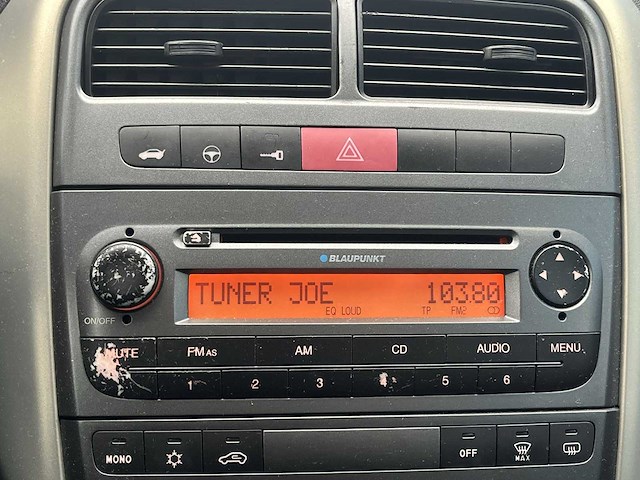 BLAUPUNKT
TUNER JOE 10380
EQ LOUD TP FM2
ON/OFF
MUTE FM AS AM CD AUDIO MENU
1 2 3 5 6
MONO OFF MAX